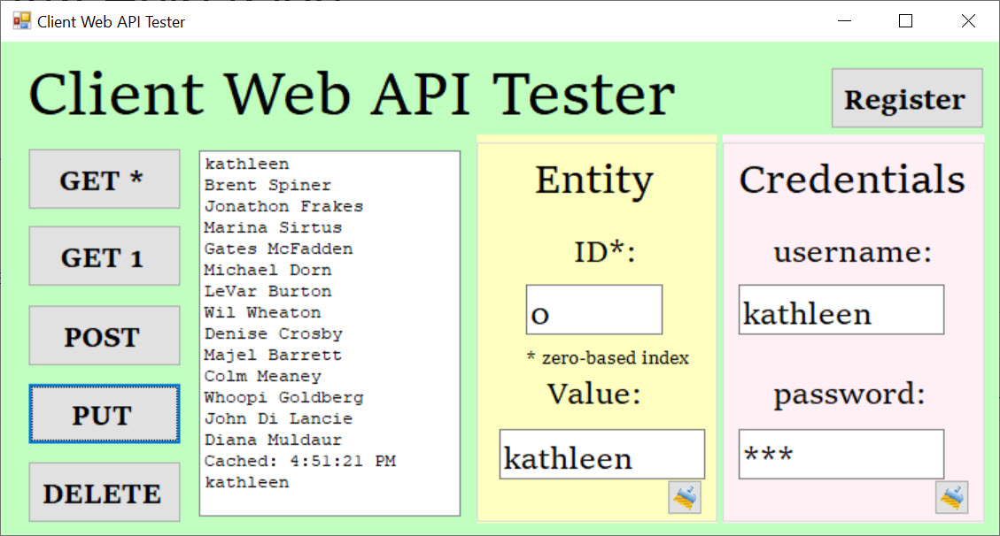 Client Web API Tester
Client Web API Tester
Register
GET *
GET 1
POST
PUT
DELETE
kathleen
Brent Spiner
Jonathon Frakes
Marina Sirtus
Gates McFadden
Michael Dorn
LeVar Burton
Wil Wheaton
Denise Crosby
Majel Barrett
Colm Meaney
Whoopi Goldberg
John Di Lancie
Diana Muldaur
Cached: 4:51:21 PM
kathleen
Entity
ID*:
0
* zero-based index
Value:
kathleen
Credentials
username:
kathleen
password:
***